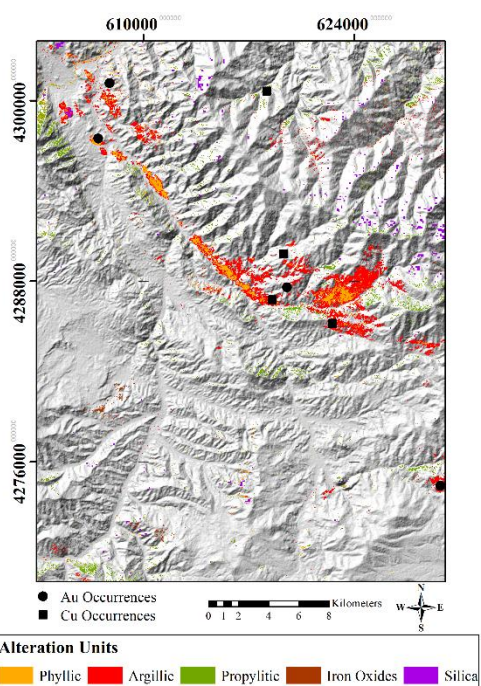 610000 624000
4300000
4288000
4276000
Au Occurrences
Cu Occurrences
0 1 2 4 6 8 Kilometers
N
W E
S
Alteration Units
Phyllic Argillic Propylitic Iron Oxides Silica